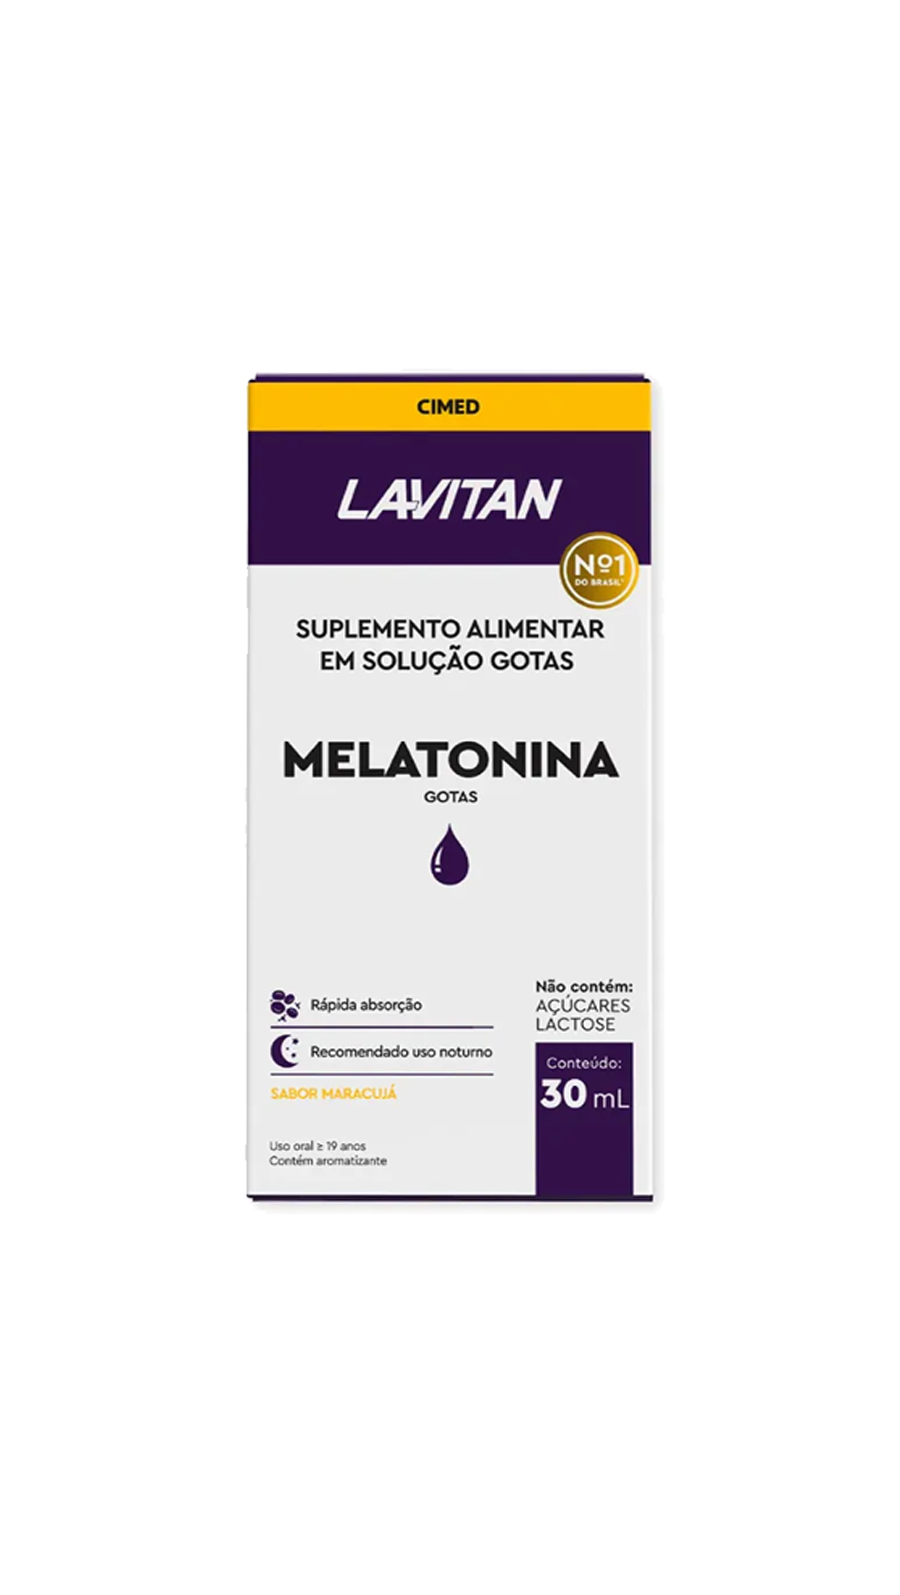 CIMED
LAVITAN
Nº1
DO BRASIL*
SUPLEMENTO ALIMENTAR
EM SOLUÇÃO GOTAS
MELATONINA
GOTAS
Rápida absorção
Recomendado uso noturno
SABOR MARACUJÁ
Uso oral ≥ 19 anos
Contém aromatizante
Não contém:
AÇÚCARES
LACTOSE
Conteúdo:
30 mL